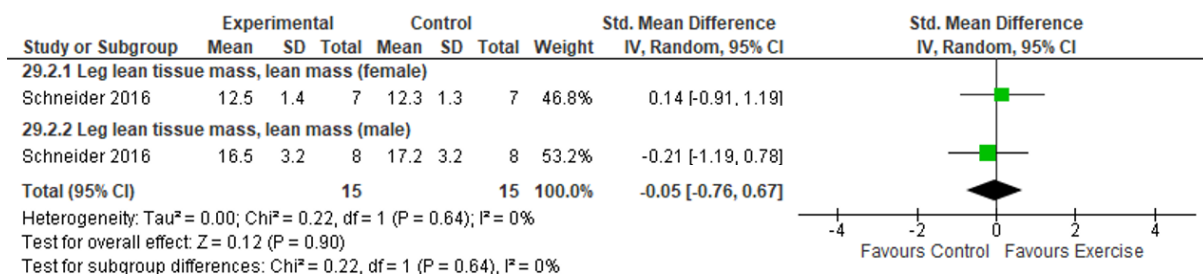 Experimental Control Std. Mean Difference Std. Mean Difference
Study or Subgroup Mean SD Total Mean SD Total Weight IV, Random, 95% CI IV, Random, 95% CI
29.2.1 Leg lean tissue mass, lean mass (female)
Schneider 2016 12.5 1.4 7 12.3 1.3 7 46.8% 0.14 [-0.91, 1.19]
29.2.2 Leg lean tissue mass, lean mass (male)
Schneider 2016 16.5 3.2 8 17.2 3.2 8 53.2% -0.21 [-1.19, 0.78]
Total (95% CI) 15 15 100.0% -0.05 [-0.76, 0.67]
Heterogeneity: Tau² = 0.00; Chi² = 0.22, df = 1 (P = 0.64); I² = 0%
Test for overall effect: Z = 0.12 (P = 0.90)
Test for subgroup differences: Chi² = 0.22, df = 1 (P = 0.64), I² = 0%
-4 -2 0 2 4
Favours Control Favours Exercise